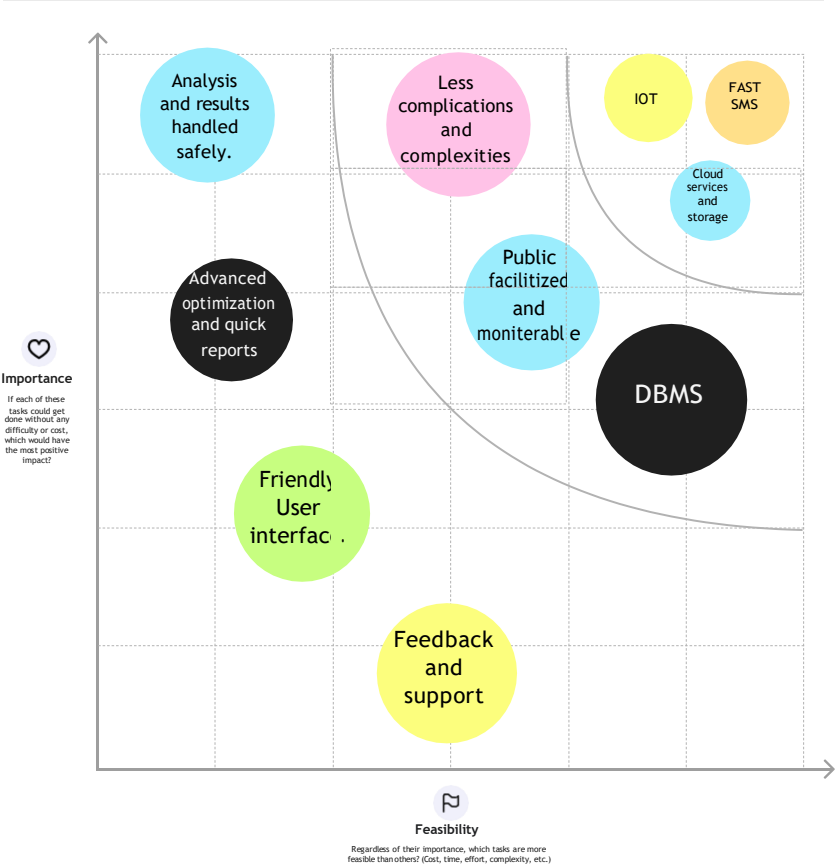 Analysis
and results
handled
safely.
Less
complications
and
complexities
IOT
FAST
SMS
Cloud
services
and
storage
Advanced
optimization
and quick
reports
Public
facilitized
and
moniterable
DBMS
Importance
If each of these
tasks could get
done without any
difficulty or cost,
which would have
the most positive
impact?
Friendly
User
interfac .
Feedback
and
support
Feasibility
Regardless of their importance, which tasks are more
feasible than others? (Cost, time, effort, complexity, etc.)